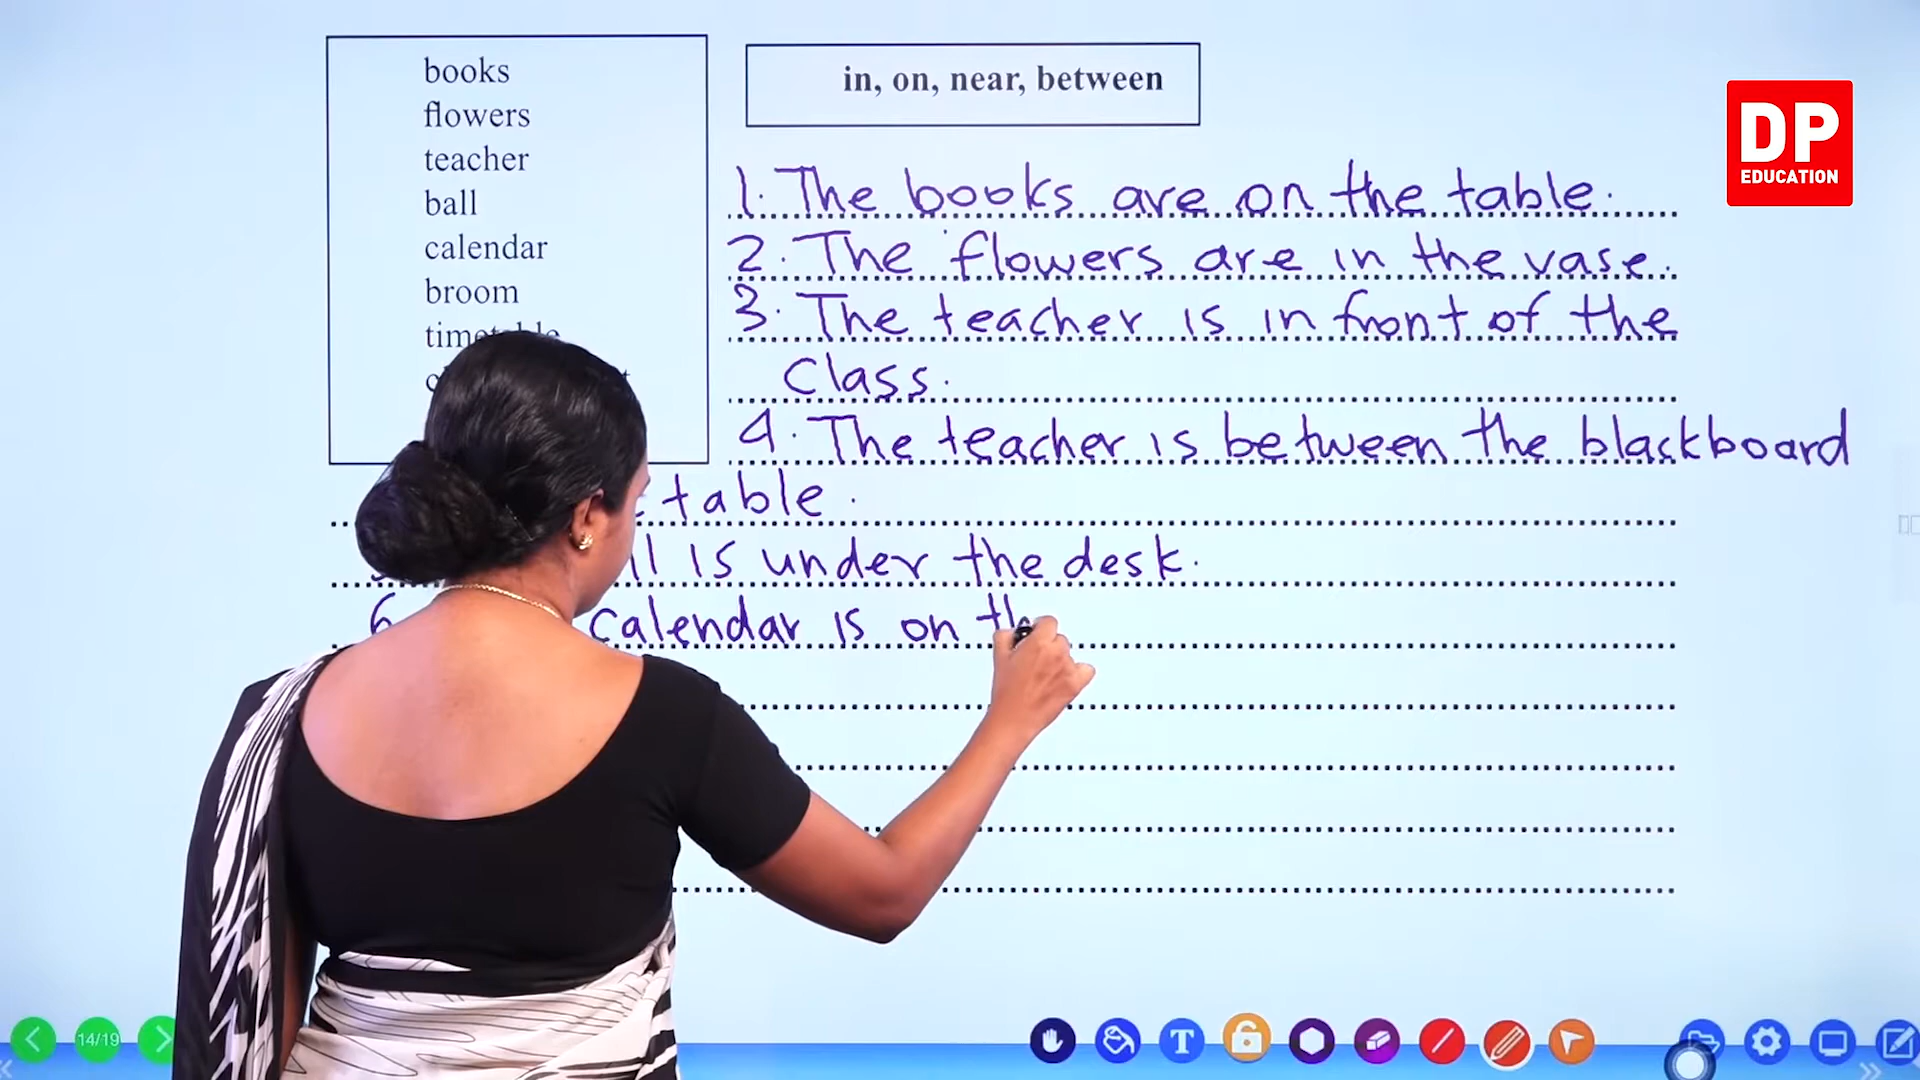 books
flowers
teacher
ball
calendar
broom
in, on, near, between
DP
EDUCATION
1. The books are on the table.
2. The flowers are in the vase.
3. The teacher is in front of the
class.
4. The teacher is between the blackboard
table.
is under the desk.
6 calendar is on th
14/19
T